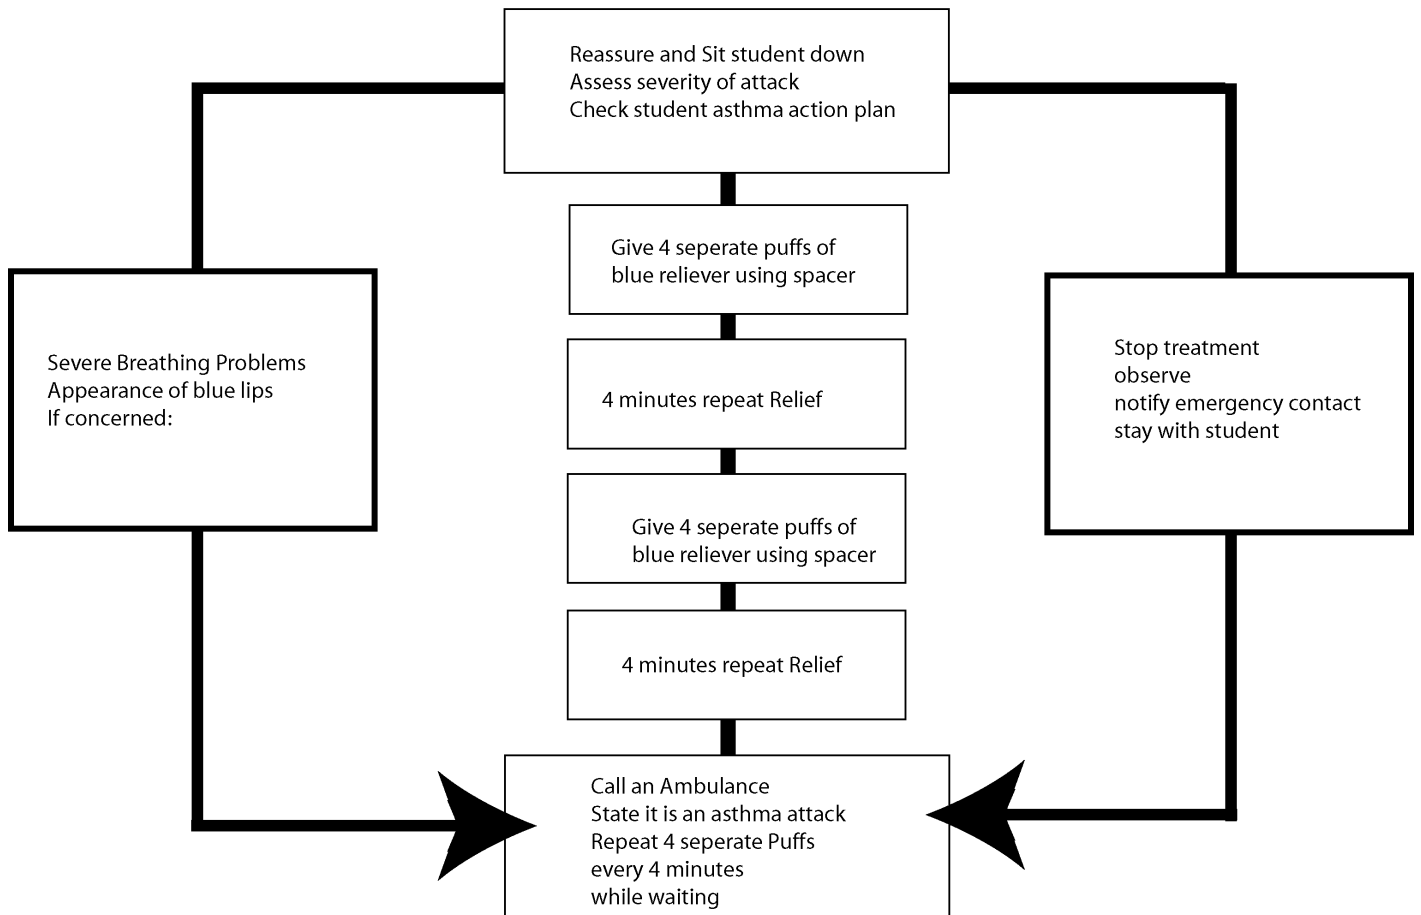 Reassure and Sit student down
Assess severity of attack
Check student asthma action plan
Give 4 seperate puffs of
blue reliever using spacer
4 minutes repeat Relief
Give 4 seperate puffs of
blue reliever using spacer
4 minutes repeat Relief
Severe Breathing Problems
Appearance of blue lips
If concerned:
Stop treatment
observe
notify emergency contact
stay with student
Call an Ambulance
State it is an asthma attack
Repeat 4 seperate Puffs
every 4 minutes
while waiting